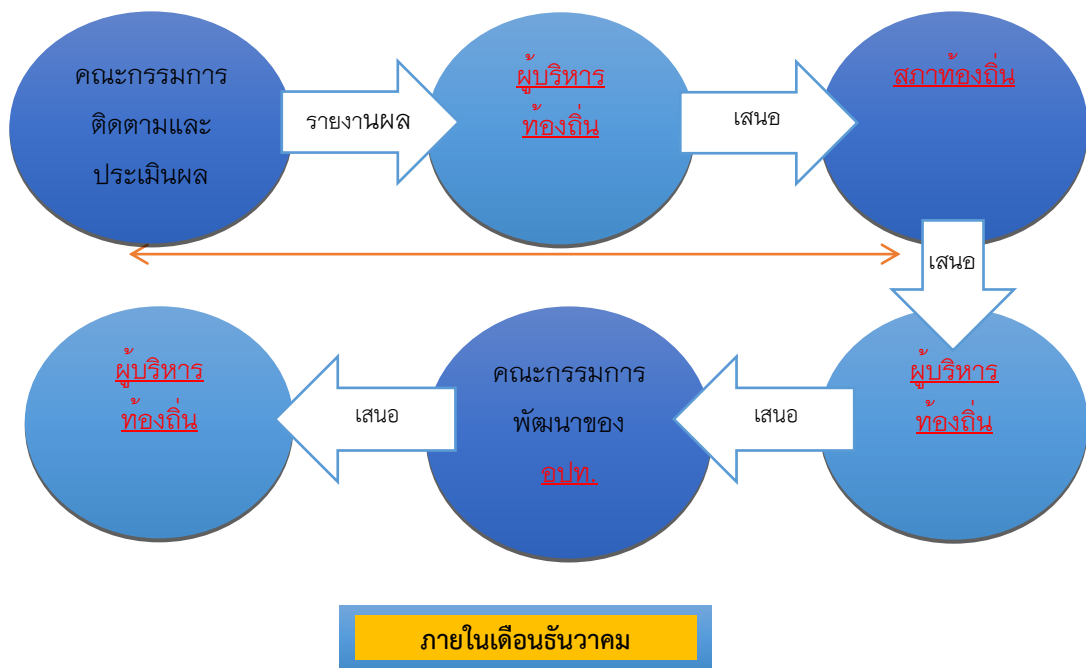 คณะกรรมการ
ติดตามและ
ประเมินผล
รายงานผล
ผู้บริหาร
ท้องถิ่น
เสนอ
สภาท้องถิ่น
เสนอ
ผู้บริหาร
ท้องถิ่น
เสนอ
คณะกรรมการ
พัฒนาของ
อปท.
เสนอ
ผู้บริหาร
ท้องถิ่น
ภายในเดือนธันวาคม